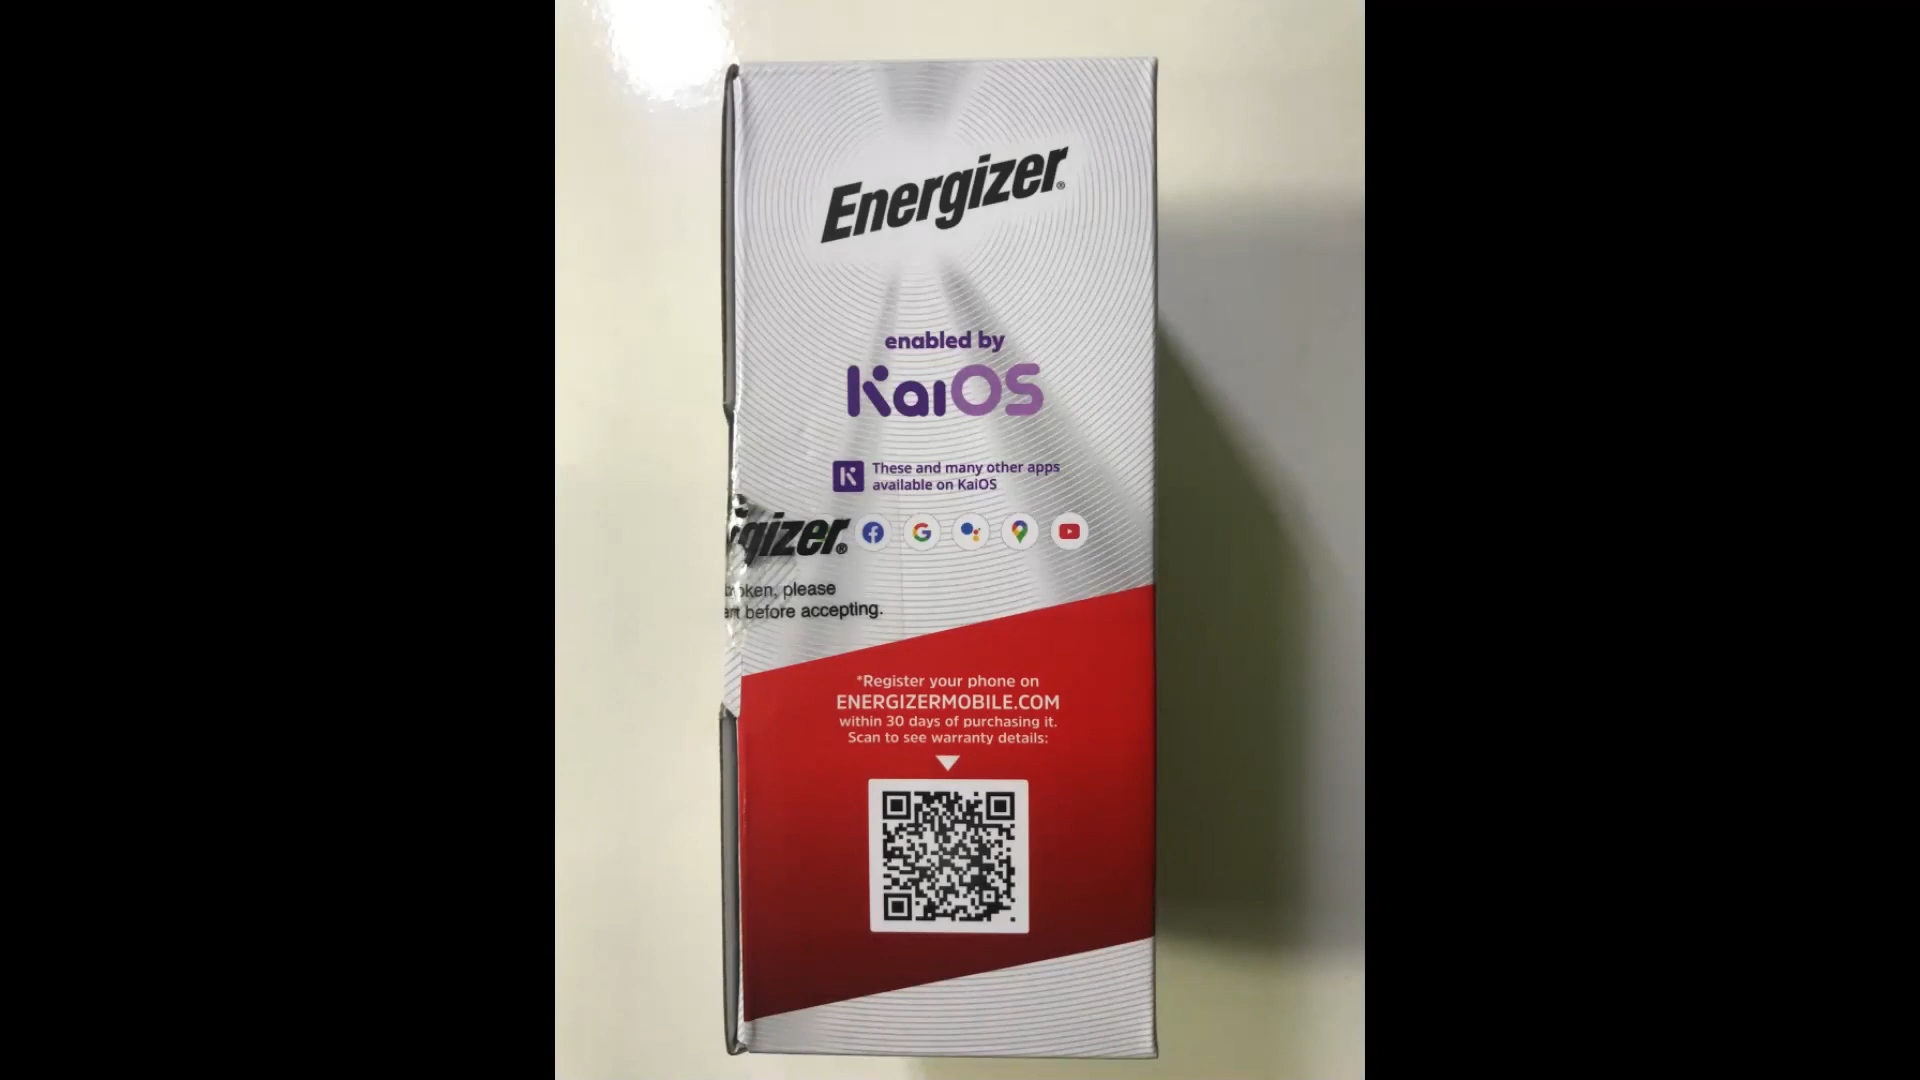 Energizer®
enabled by
KaiOS
These and many other apps
available on KaiOS
gizer®
please
before accepting.
*Register your phone on
ENERGIZERMOBILE.COM
within 30 days of purchasing it.
Scan to see warranty details: